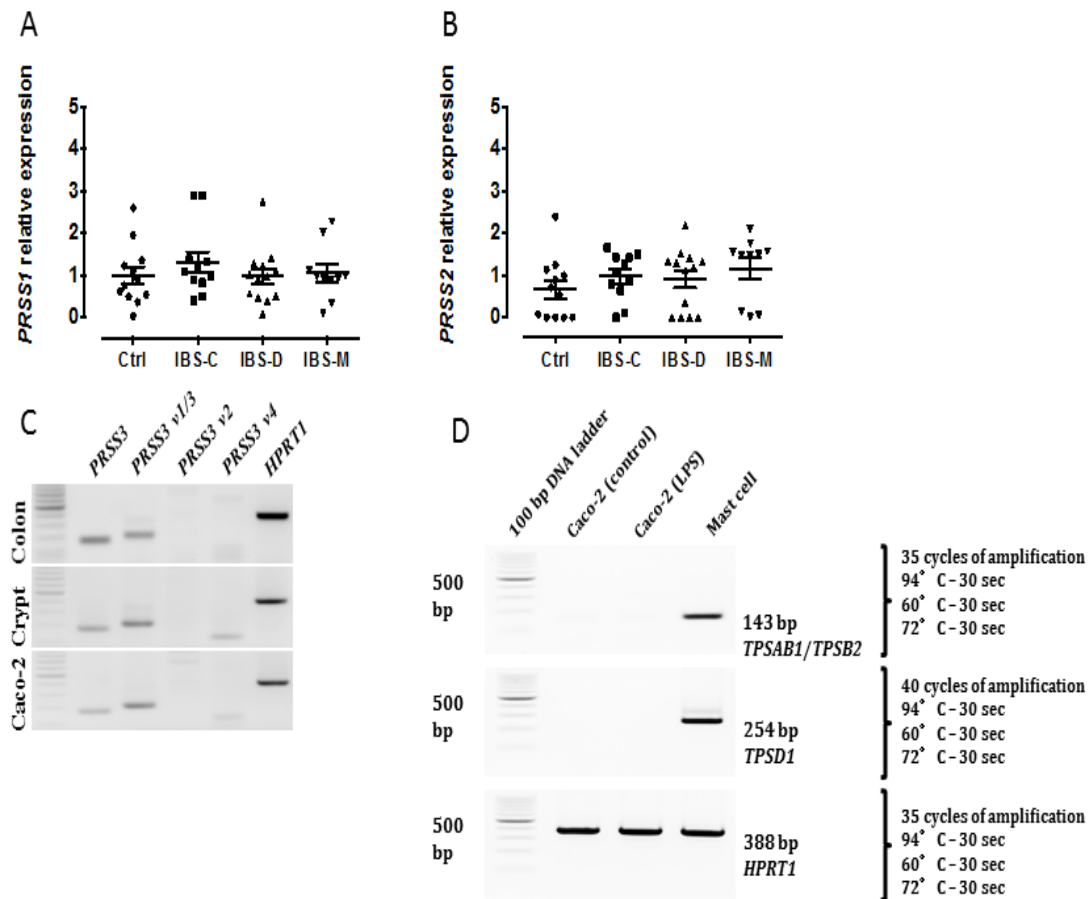 A
PRSS1 relative expression
5
4
3
2
1
0
Ctrl IBS-C IBS-D IBS-M
B
PRSS2 relative expression
5
4
3
2
1
0
Ctrl IBS-C IBS-D IBS-M
C
PRSS3
PRSS3 v1/3
PRSS3 v2
PRSS3 v4
HPRT1
Colon
Crypt
Caco-2
D
100 bp DNA ladder
Caco-2 (control)
Caco-2 (LPS)
Mast cell
500
bp
143 bp
TPSAB1/TPSB2
35 cycles of amplification
94° C – 30 sec
60° C – 30 sec
72° C – 30 sec
500
bp
254 bp
TPSD1
40 cycles of amplification
94° C – 30 sec
60° C – 30 sec
72° C – 30 sec
500
bp
388 bp
HPRT1
35 cycles of amplification
94° C – 30 sec
60° C – 30 sec
72° C – 30 sec